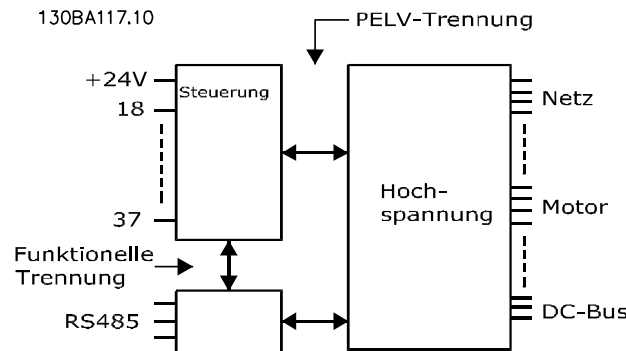 130BA117.10
PELV-Trennung
+24V
Steuerung
18
Netz
Hoch-
spannung
37
Motor
Funktionelle
Trennung
RS485
DC-Bus